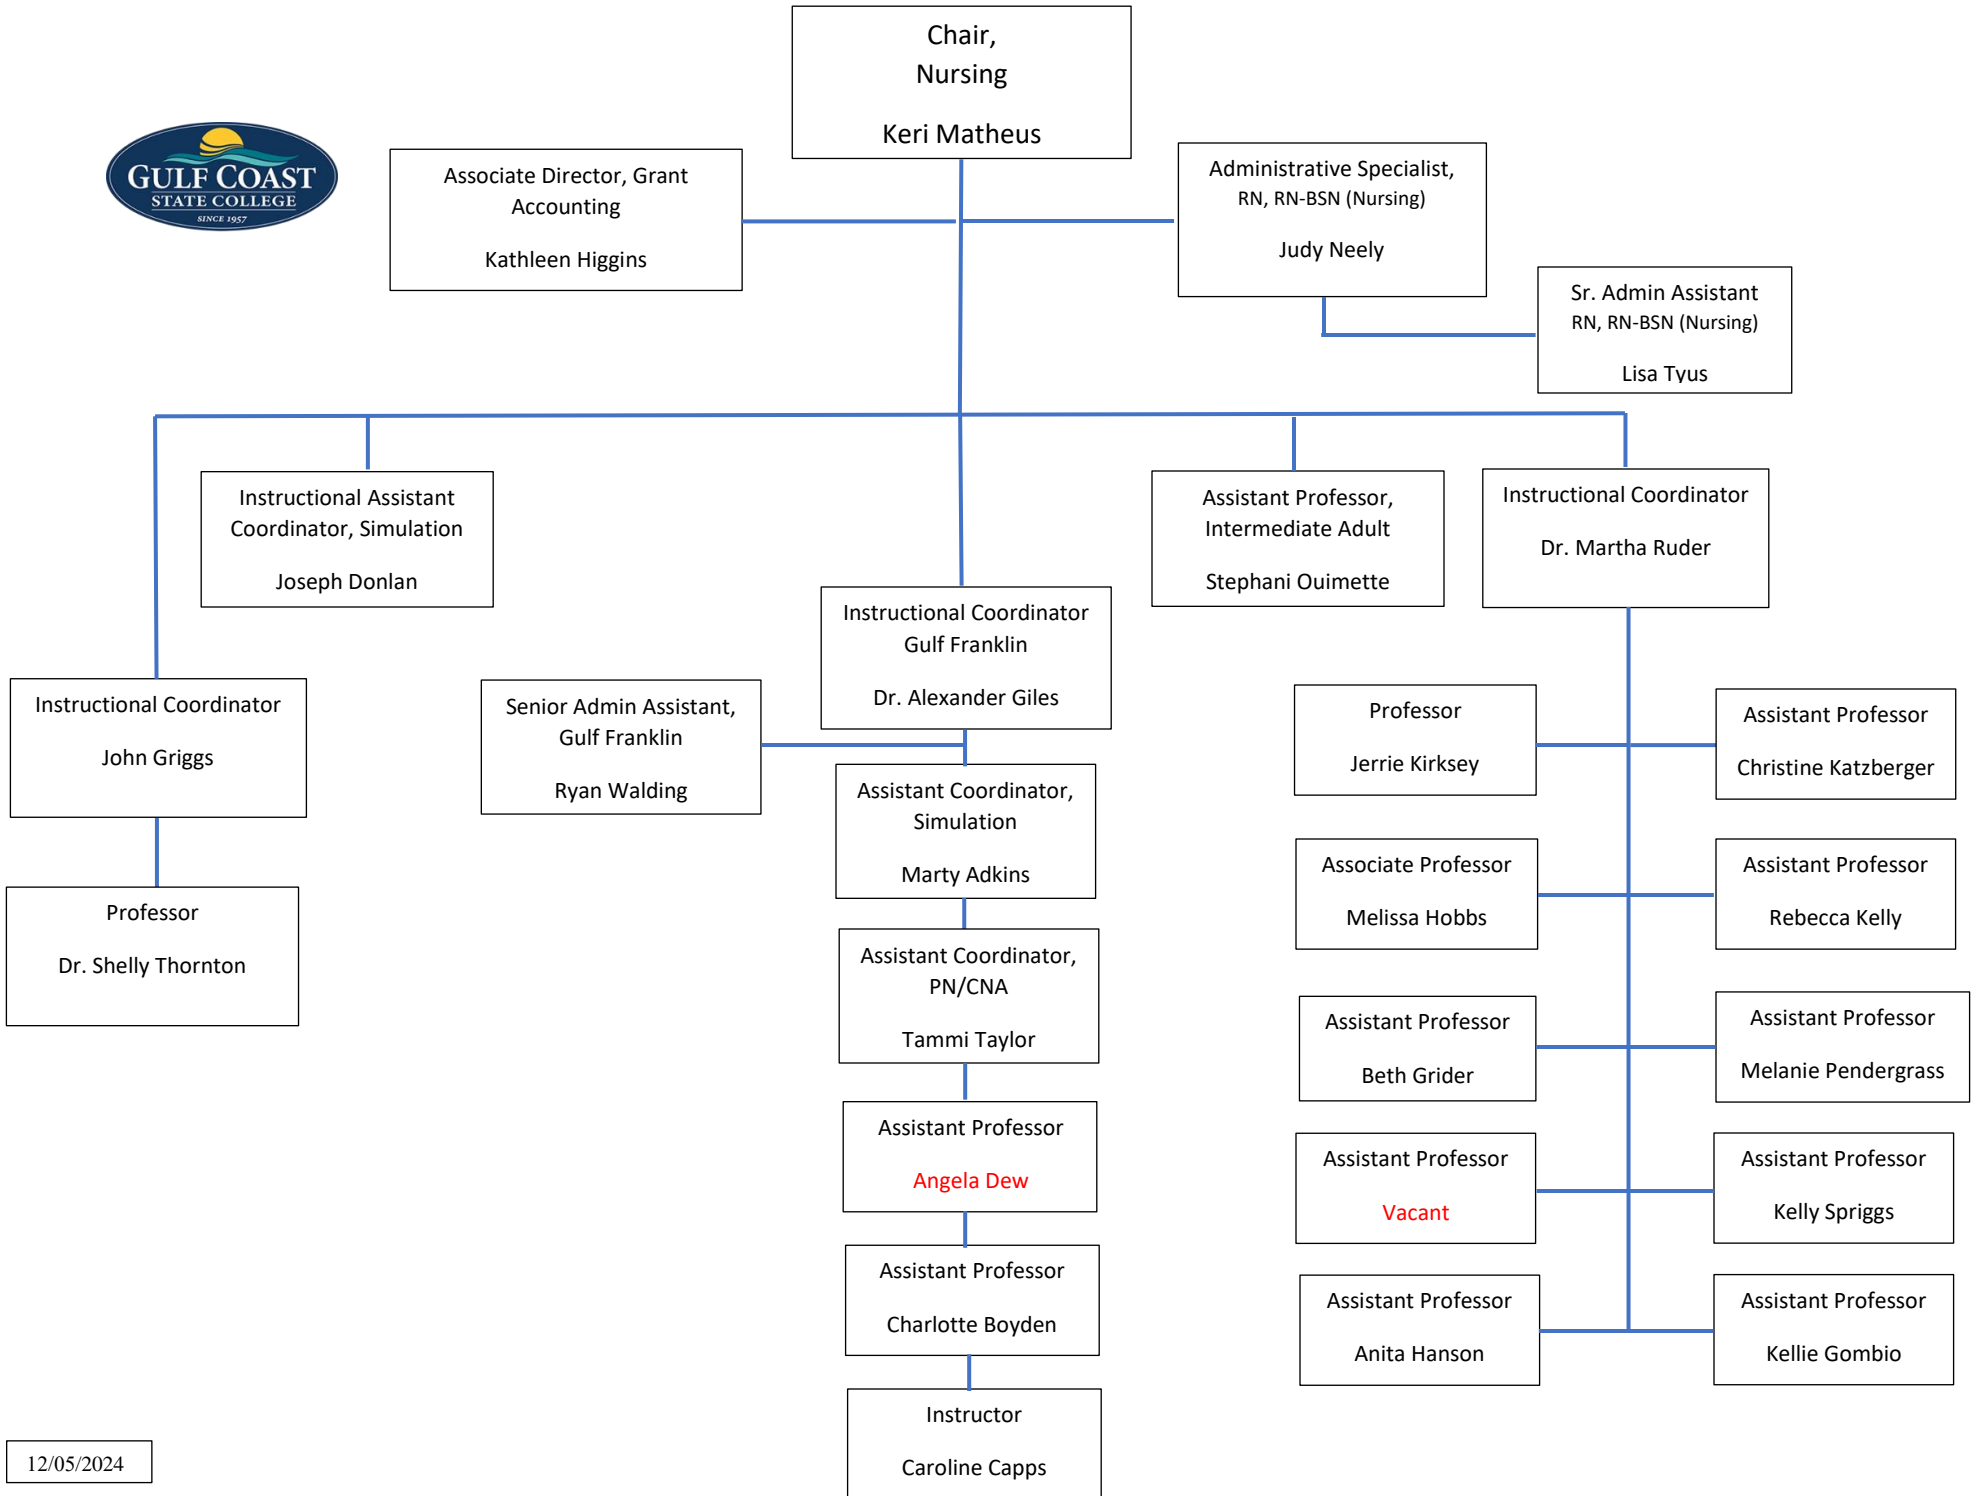 Chair,
Nursing
Keri Matheus
GULF COAST
STATE COLLEGE
SINCE 1957
Associate Director, Grant
Accounting
Kathleen Higgins
Administrative Specialist,
RN, RN-BSN (Nursing)
Judy Neely
Sr. Admin Assistant
RN, RN-BSN (Nursing)
Lisa Tyus
Instructional Assistant
Coordinator, Simulation
Joseph Donlan
Assistant Professor,
Intermediate Adult
Stephani Ouimette
Instructional Coordinator
Dr. Martha Ruder
Instructional Coordinator
Gulf Franklin
Dr. Alexander Giles
Instructional Coordinator
John Griggs
Senior Admin Assistant,
Gulf Franklin
Ryan Walding
Assistant Coordinator,
Simulation
Marty Adkins
Professor
Dr. Shelly Thornton
Assistant Coordinator,
PN/CNA
Tammi Taylor
Assistant Professor
Angela Dew
Assistant Professor
Charlotte Boyden
Instructor
Caroline Capps
Professor
Jerrie Kirksey
Assistant Professor
Christine Katzberger
Associate Professor
Melissa Hobbs
Assistant Professor
Rebecca Kelly
Assistant Professor
Beth Grider
Assistant Professor
Melanie Pendergrass
Assistant Professor
Vacant
Assistant Professor
Kelly Spriggs
Assistant Professor
Anita Hanson
Assistant Professor
Kellie Gombio
12/05/2024